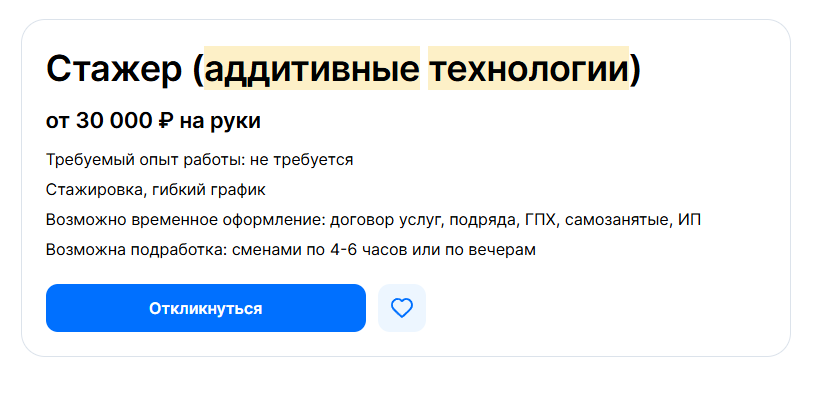 Стажер (аддитивные технологии)
от 30 000 ₽ на руки
Требуемый опыт работы: не требуется
Стажировка, гибкий график
Возможно временное оформление: договор услуг, подряда, ГПХ, самозанятые, ИП
Возможна подработка: сменами по 4-6 часов или по вечерам
Откликнуться